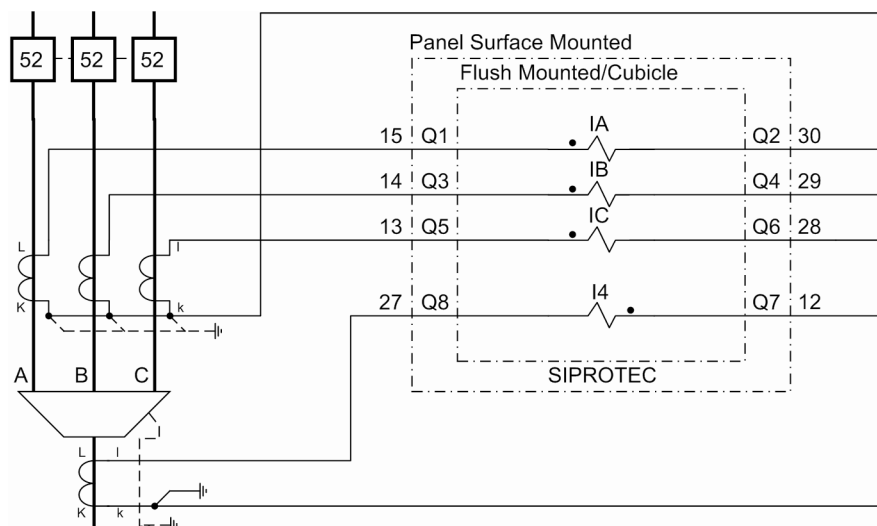 52 52 52
Panel Surface Mounted
Flush Mounted/Cubicle
15 Q1 IA Q2 30
14 Q3 IB Q4 29
13 Q5 IC Q6 28
L l
K k
27 Q8 I4 Q7 12
A B C
SIPROTEC
L l
K k